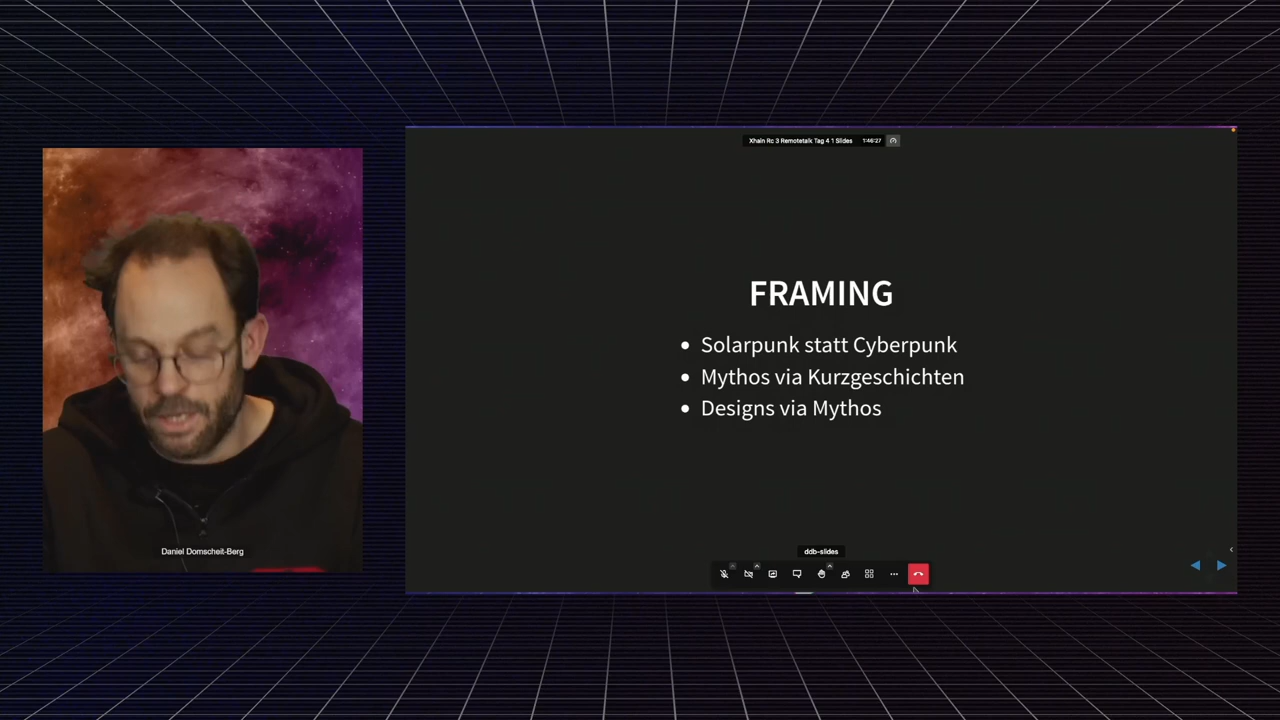 Xhain Rc 3 Remotetalk Tag 4 1 Slides 1:46:27
FRAMING
Solarpunk statt Cyberpunk
Mythos via Kurzgeschichten
Designs via Mythos
Daniel Domscheit-Berg
ddb-slides